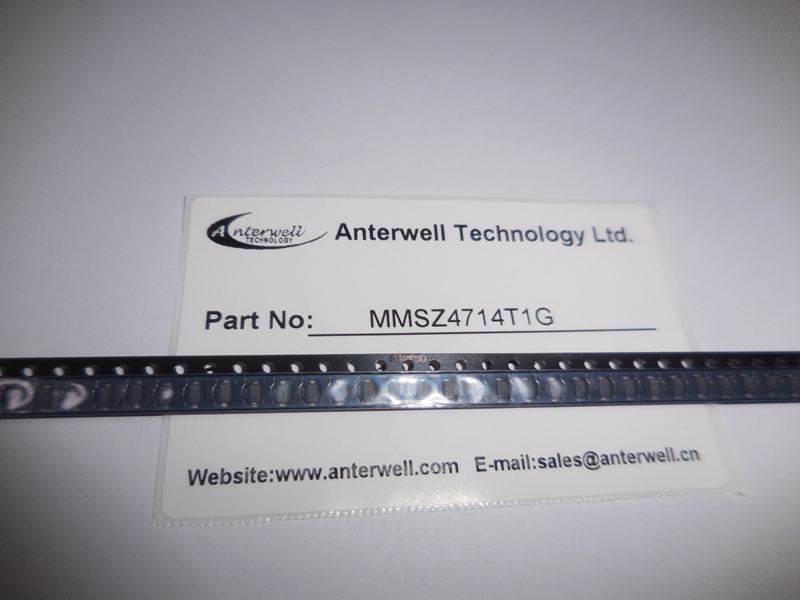 Anterwell
TECHNOLOGY
Anterwell Technology Ltd.
Part No: MMSZ4714T1G
Website:www.anterwell.com E-mail:sales@anterwell.cn